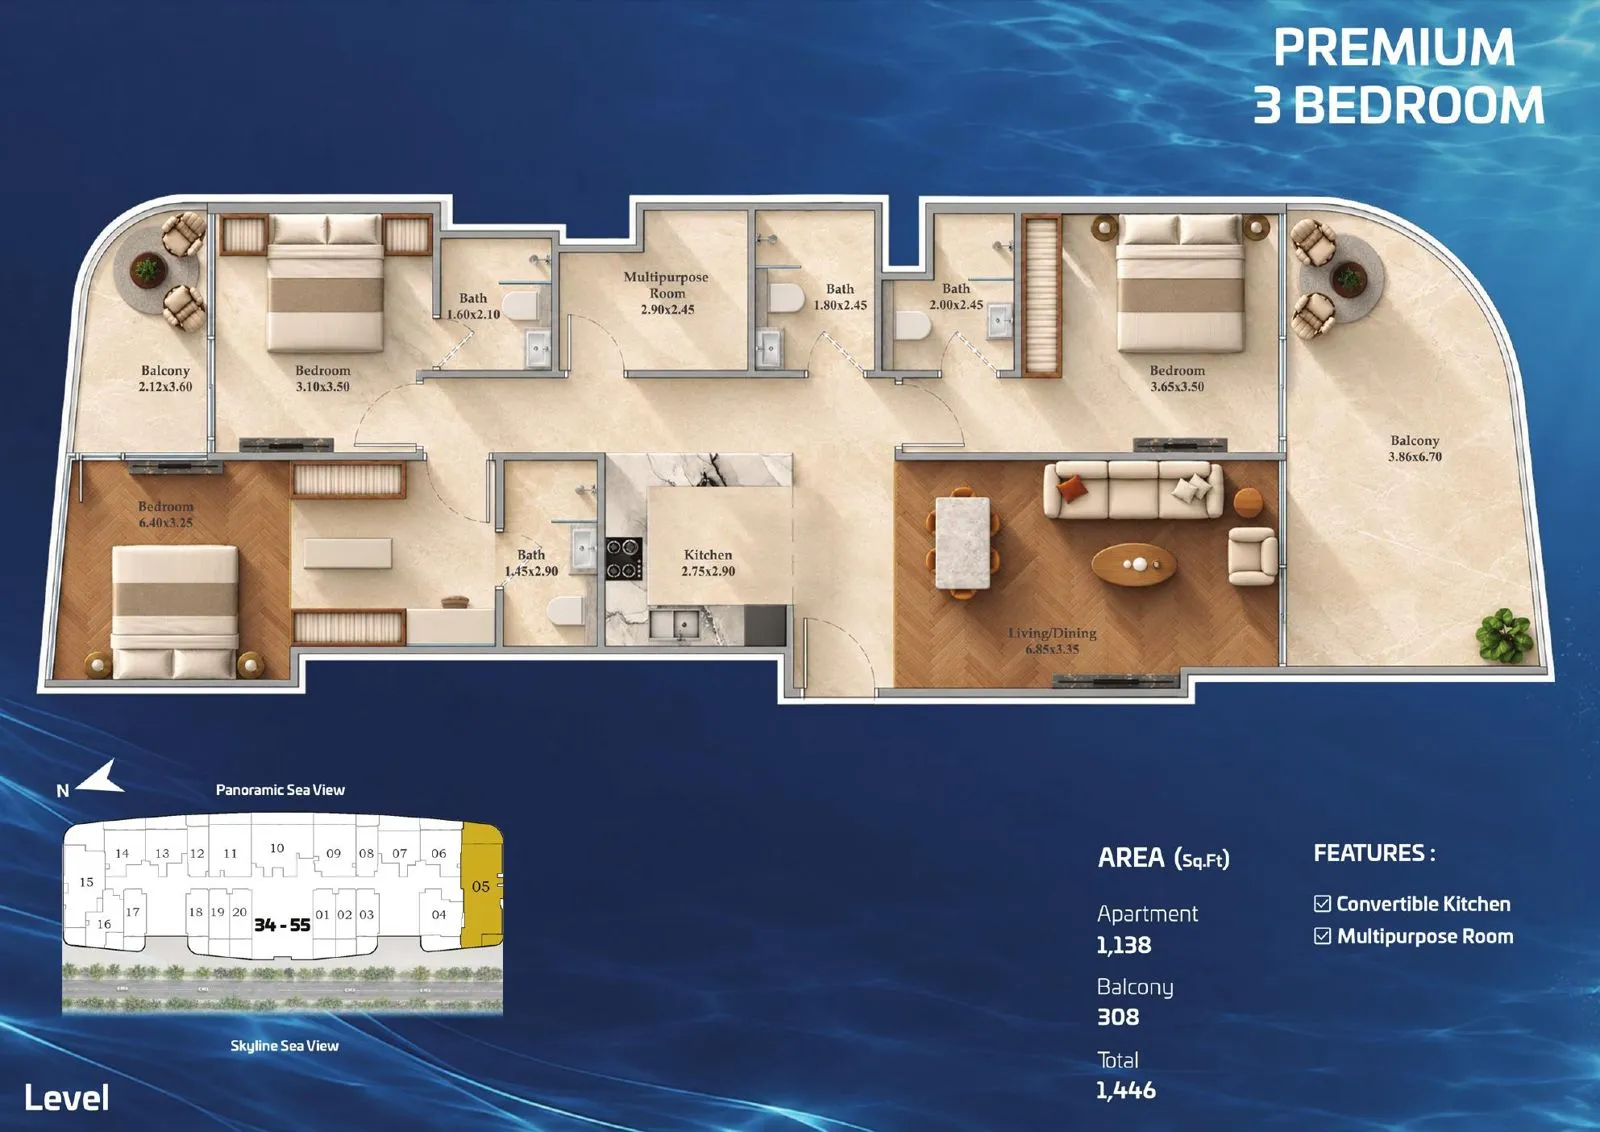 PREMIUM
3 BEDROOM
Multipurpose
Room
2.90x2.45
Bath
1.60x2.10
Bath
1.80x2.45
Bath
2.00x2.45
Balcony
2.12x3.60
Bedroom
3.10x3.50
Bedroom
3.65x3.50
Balcony
3.86x6.70
Bedroom
6.40x3.25
Bath
1.45x2.90
Kitchen
2.75x2.90
Living/Dining
6.85x3.35
N
Panoramic Sea View
14 13 12 11 10 09 08 07 06
15 05
16 17 18 19 20 34 - 55 01 02 03 04
Skyline Sea View
Level
AREA (Sq.Ft)
Apartment
1,138
Balcony
308
Total
1,446
FEATURES :
Convertible Kitchen
Multipurpose Room